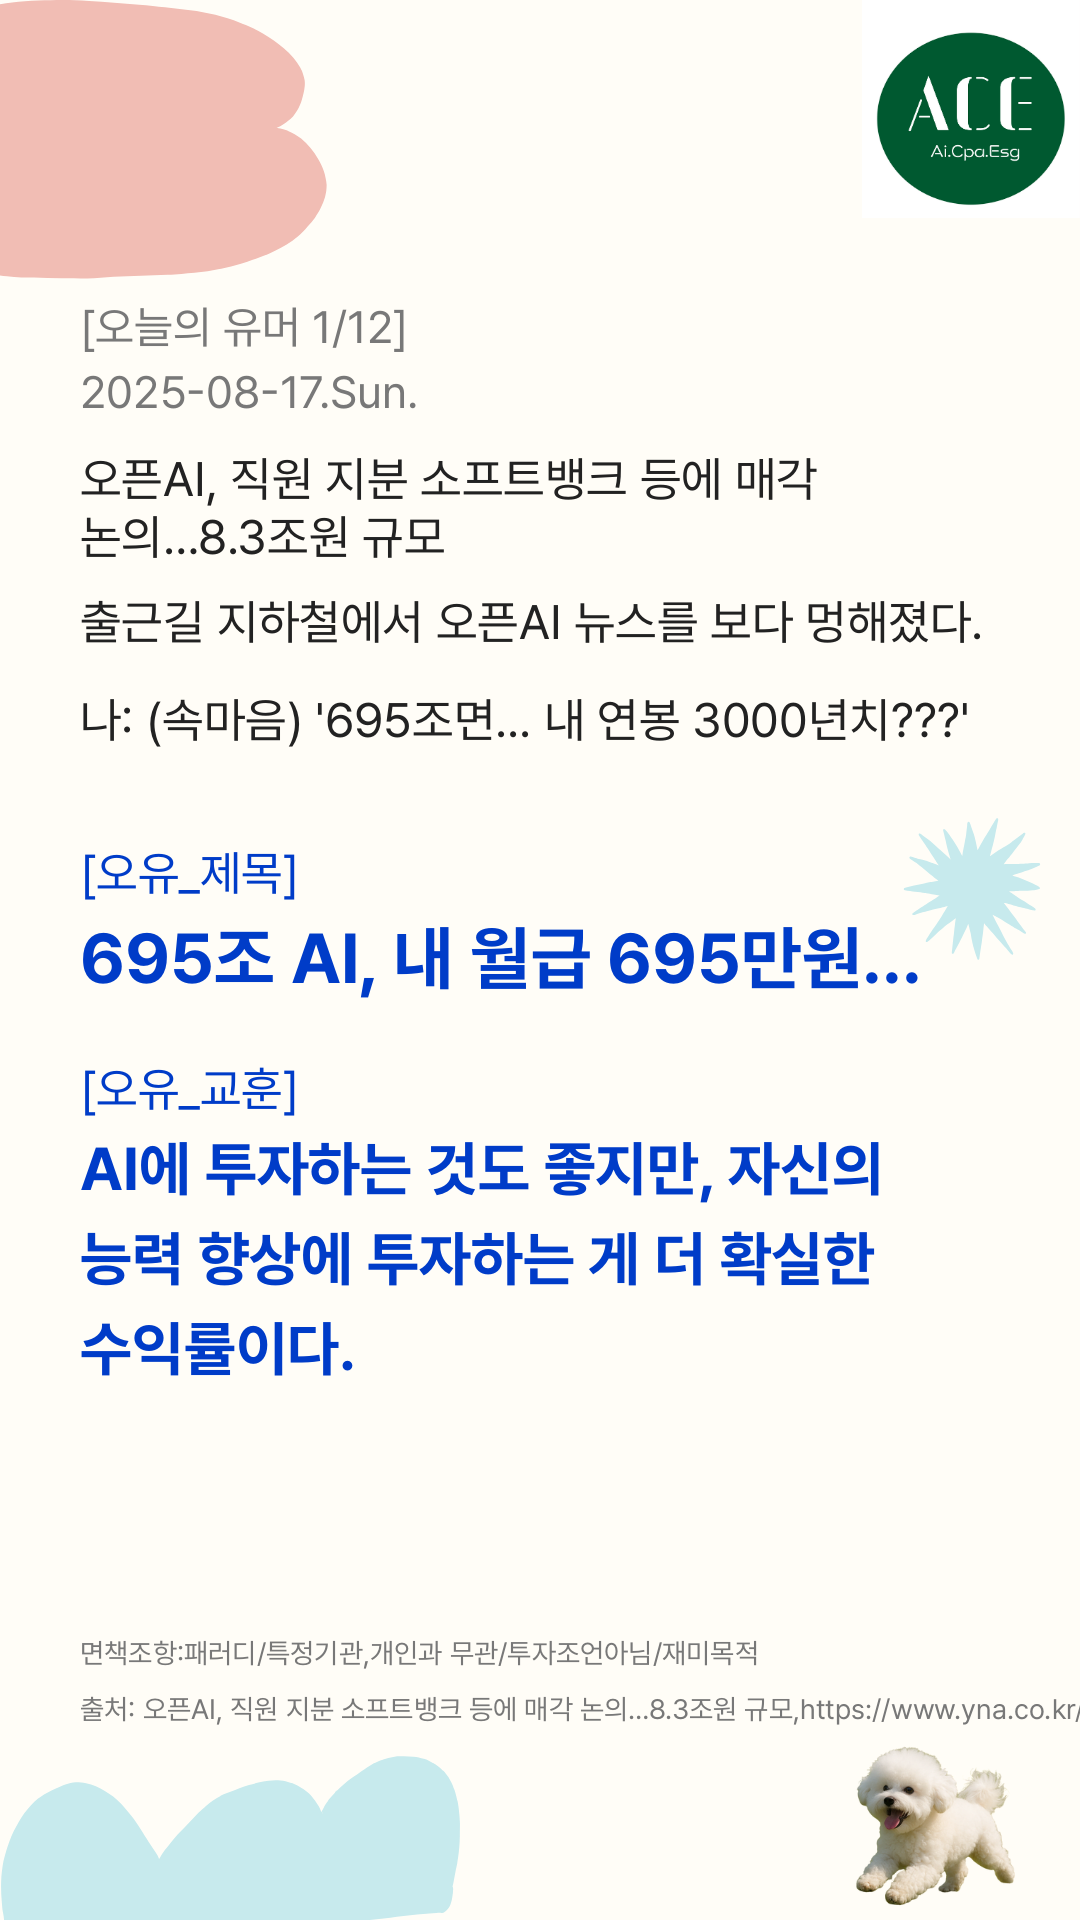 ACE
Ai.Cpa.Esg
[오늘의 유머 1/12]
2025-08-17.Sun.
오픈AI, 직원 지분 소프트뱅크 등에 매각
논의...8.3조원 규모
출근길 지하철에서 오픈AI 뉴스를 보다 멍해졌다.
나: (속마음) '695조면... 내 연봉 3000년치???'
[오유_제목]
695조 AI, 내 월급 695만원...
[오유_교훈]
AI에 투자하는 것도 좋지만, 자신의
능력 향상에 투자하는 게 더 확실한
수익률이다.
면책조항:패러디/특정기관,개인과 무관/투자조언아님/재미목적
출처: 오픈AI, 직원 지분 소프트뱅크 등에 매각 논의...8.3조원 규모,https://www.yna.co.kr/